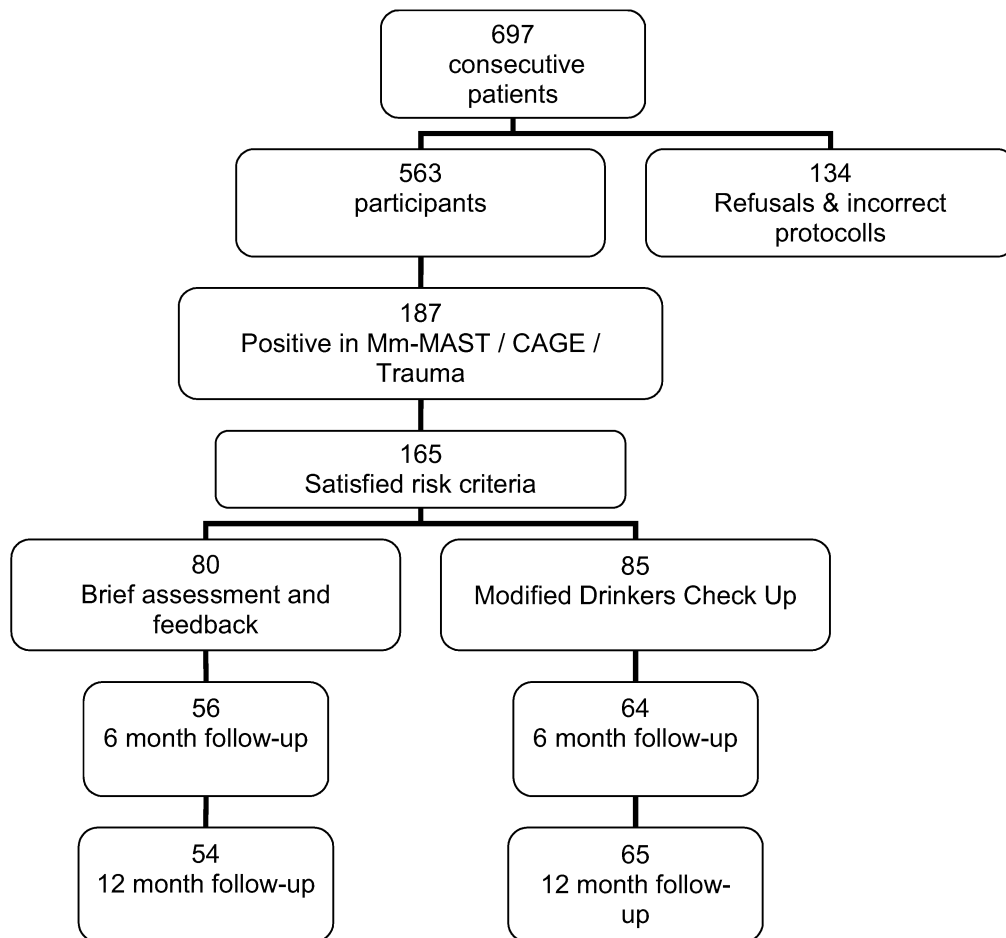 697
consecutive
patients
563
participants
134
Refusals & incorrect
protocolls
187
Positive in Mm-MAST / CAGE /
Trauma
165
Satisfied risk criteria
80
Brief assessment and
feedback
85
Modified Drinkers Check Up
56
6 month follow-up
64
6 month follow-up
54
12 month follow-up
65
12 month follow-
up